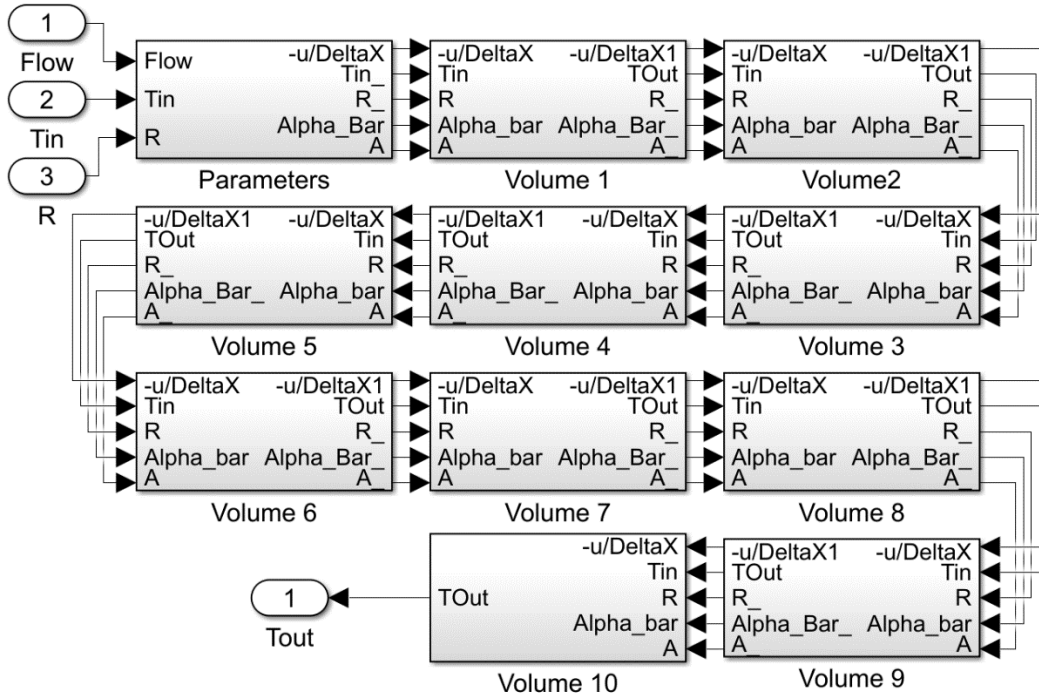 1
Flow
2
Tin
3
R
Flow
Tin
R
-u/DeltaX
Tin_
R_
Alpha_Bar
A
Parameters
-u/DeltaX -u/DeltaX1
Tin TOut
R R_
Alpha_bar Alpha_Bar_
A A_
Volume 1
-u/DeltaX -u/DeltaX1
Tin TOut
R R_
Alpha_bar Alpha_Bar_
A A_
Volume2
-u/DeltaX1 -u/DeltaX
TOut Tin
R_ R
Alpha_Bar_ Alpha_bar
A_ A
Volume 5
-u/DeltaX1 -u/DeltaX
TOut Tin
R_ R
Alpha_Bar_ Alpha_bar
A_ A
Volume 4
-u/DeltaX1 -u/DeltaX
TOut Tin
R_ R
Alpha_Bar_ Alpha_bar
A_ A
Volume 3
-u/DeltaX -u/DeltaX1
Tin TOut
R R_
Alpha_bar Alpha_Bar_
A A_
Volume 6
-u/DeltaX -u/DeltaX1
Tin TOut
R R_
Alpha_bar Alpha_Bar_
A A_
Volume 7
-u/DeltaX -u/DeltaX1
Tin TOut
R R_
Alpha_bar Alpha_Bar_
A A_
Volume 8
1
Tout
TOut
-u/DeltaX
Tin
R
Alpha_bar
A
Volume 10
-u/DeltaX1 -u/DeltaX
TOut Tin
R_ R
Alpha_Bar_ Alpha_bar
A_ A
Volume 9